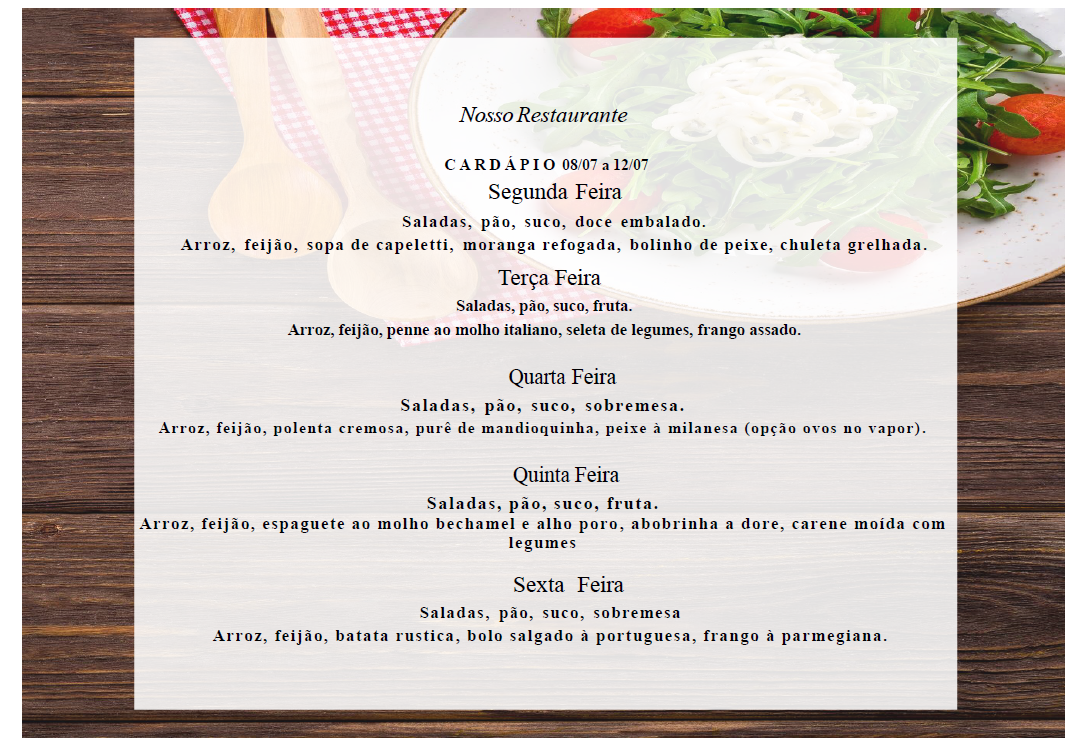 Nosso Restaurante
CARDÁPIO 08/07 a 12/07
Segunda Feira
Saladas, pão, suco, doce embalado.
Arroz, feijão, sopa de capeletti, moranga refogada, bolinho de peixe, chuleta grelhada.
Terça Feira
Saladas, pão, suco, fruta.
Arroz, feijão, penne ao molho italiano, seleta de legumes, frango assado.
Quarta Feira
Saladas, pão, suco, sobremesa.
Arroz, feijão, polenta cremosa, purê de mandioquinha, peixe à milanesa (opção ovos no vapor).
Quinta Feira
Saladas, pão, suco, fruta.
Arroz, feijão, espaguete ao molho bechamel e alho poro, abobrinha a dore, carene moída com
legumes
Sexta Feira
Saladas, pão, suco, sobremesa
Arroz, feijão, batata rustica, bolo salgado à portuguesa, frango à parmegiana.